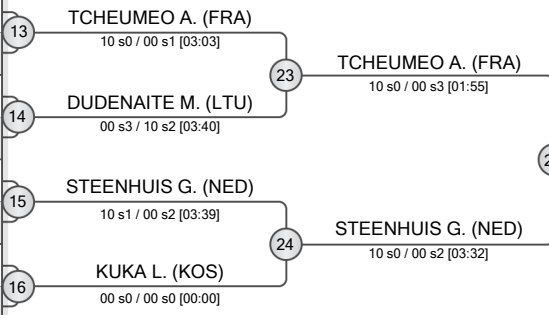 13
TCHEUMEO A. (FRA)
10 s0 / 00 s1 [03:03]
23
TCHEUMEO A. (FRA)
10 s0 / 00 s3 [01:55]
14
DUDENAITE M. (LTU)
00 s3 / 10 s2 [03:40]
15
STEENHUIS G. (NED)
10 s1 / 00 s2 [03:39]
24
STEENHUIS G. (NED)
10 s0 / 00 s2 [03:32]
16
KUKA L. (KOS)
00 s0 / 00 s0 [00:00]